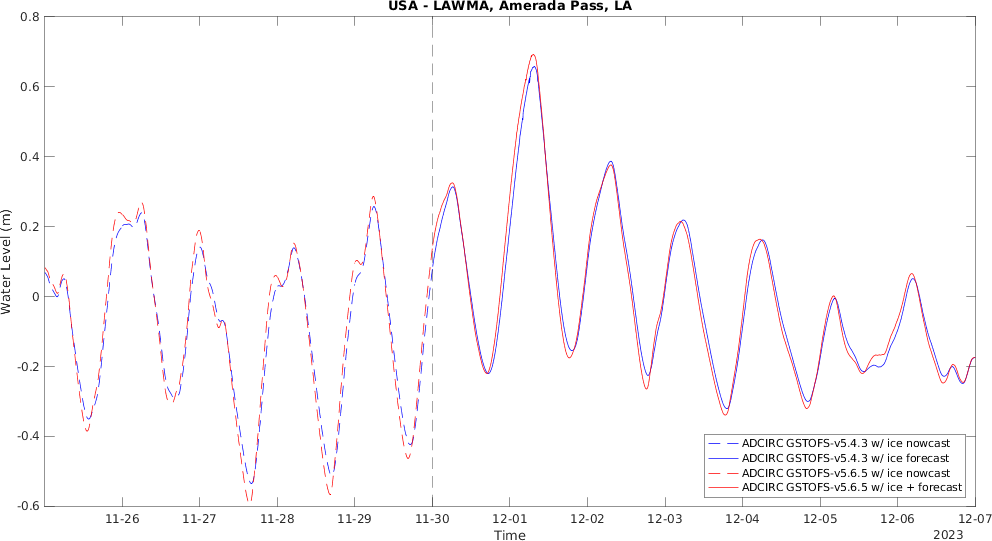 USA - LAWMA, Amerada Pass, LA
0.8
0.6
0.4
0.2
0
-0.2
-0.4
-0.6
Water Level (m)
ADCIRC GSTOFS-v5.4.3 w/ ice nowcast
ADCIRC GSTOFS-v5.4.3 w/ ice forecast
ADCIRC GSTOFS-v5.6.5 w/ ice nowcast
ADCIRC GSTOFS-v5.6.5 w/ ice + forecast
11-26 11-27 11-28 11-29 11-30 12-01 12-02 12-03 12-04 12-05 12-06 12-07
Time
2023